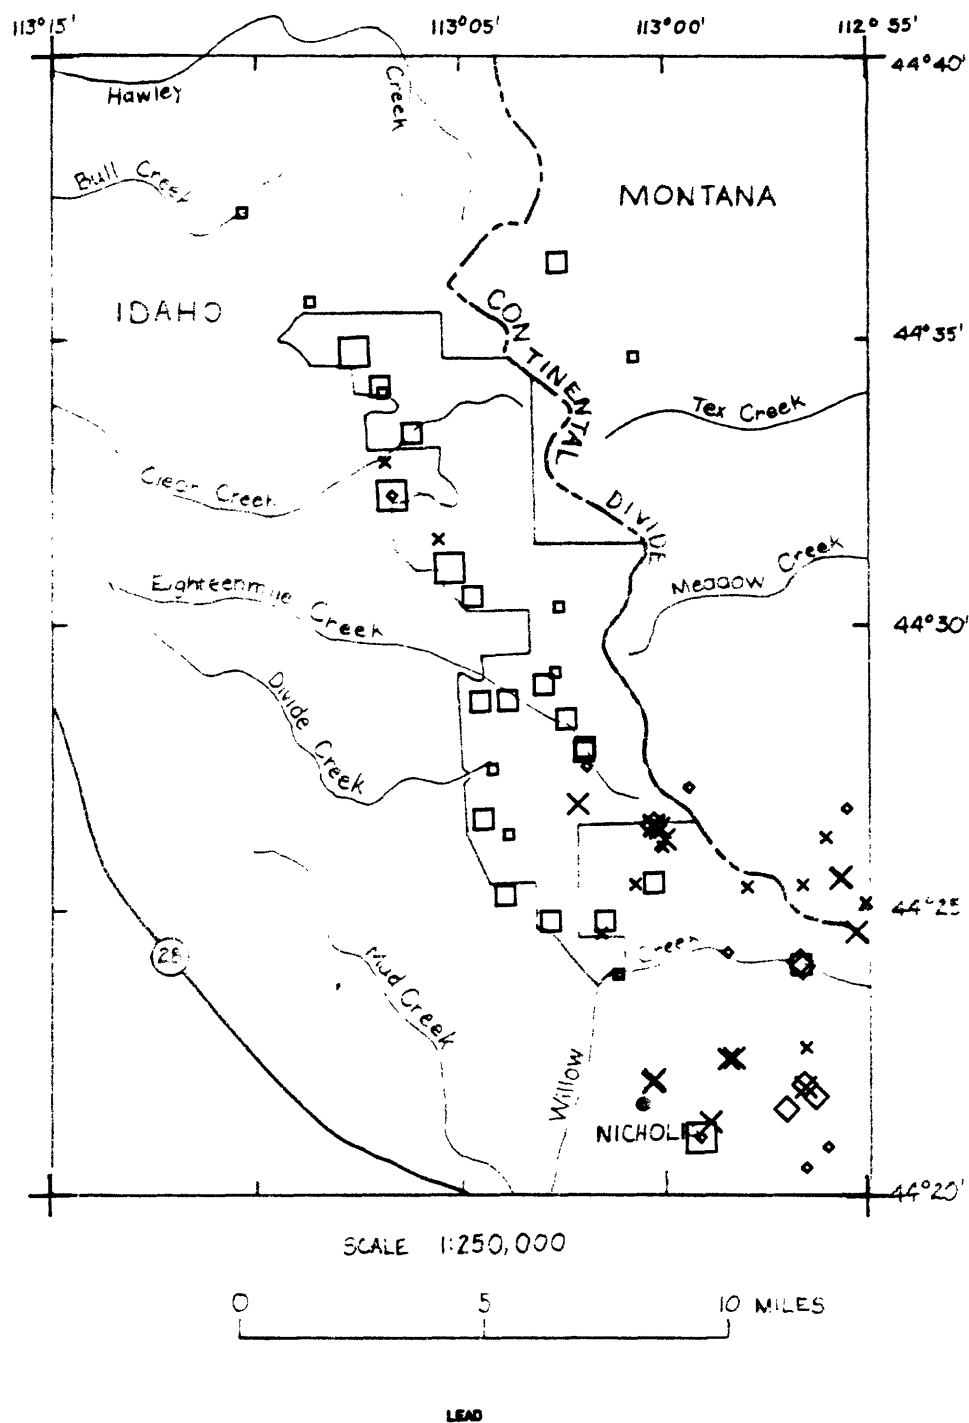 113°15' 113°05' 113°00' 112°55'
44°40'
Hawley
Creek
Bull Creek
MONTANA
IDAHO
CONTINENTAL DIVIDE
44°35'
Tex Creek
Clear Creek
Meadow Creek
Eighteenmile Creek
44°30'
Divide Creek
44°25
28
Mud Creek
Willow Creek
NICHOL
44°20'
SCALE 1:250,000
0 5 10 MILES
LEAD